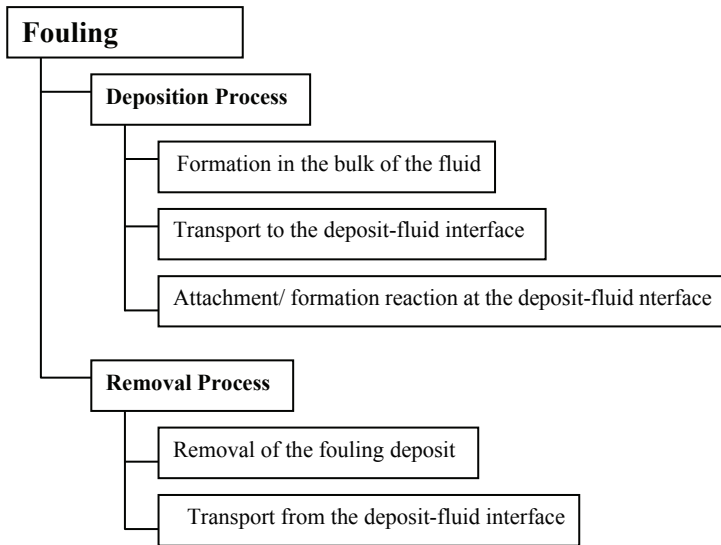 Fouling
Deposition Process
Formation in the bulk of the fluid
Transport to the deposit-fluid interface
Attachment/ formation reaction at the deposit-fluid nterface
Removal Process
Removal of the fouling deposit
Transport from the deposit-fluid interface